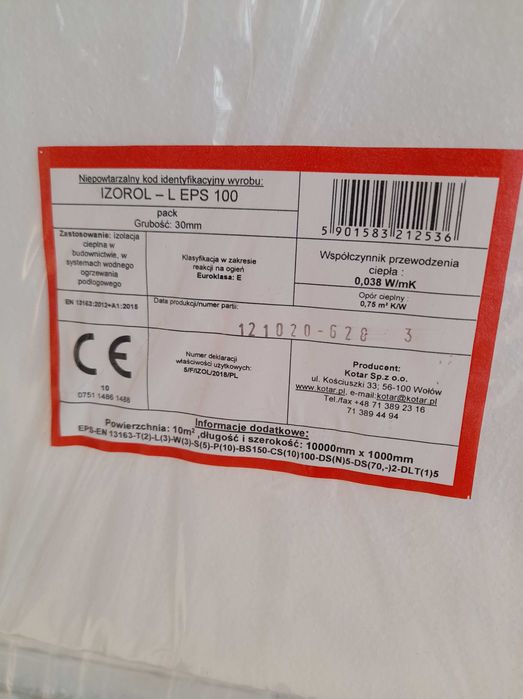 Niepowtarzalny kod identyfikacyjny wyrobu:
IZOROL – L EPS 100
pack
Grubość: 30mm
5 901583 212536
Zastosowanie: izolacja
cieplna w
budownictwie, w
systemach wodnego
ogrzewania
podłogowego
Klasyfikacja w zakresie
reakcji na ogień
Euroklasa: E
Współczynnik przewodzenia
ciepła :
0,038 W/mK
Opór cieplny :
0,75 m² K/W
EN 13163:2012+A1:2015
Data produkcji/numer partii:
121020-628 3
CE
10
0751 1486 1488
Numer deklaracji
właściwości użytkowych:
5/F/IZOL/2018/PL
Producent:
Kotar Sp.z o.o.
ul. Kościuszki 33; 56-100 Wołów
www.kotar.pl, e-mail:kotar@kotar.pl
Tel./fax +48 71 389 23 16
71 389 44 94
Informacje dodatkowe:
Powierzchnia: 10m² ,długość i szerokość: 10000mm x 1000mm
EPS-EN 13163-T(2)-L(3)-W(3)-S(5)-P(10)-BS150-CS(10)100-DS(N)5-DS(70,-)2-DLT(1)5